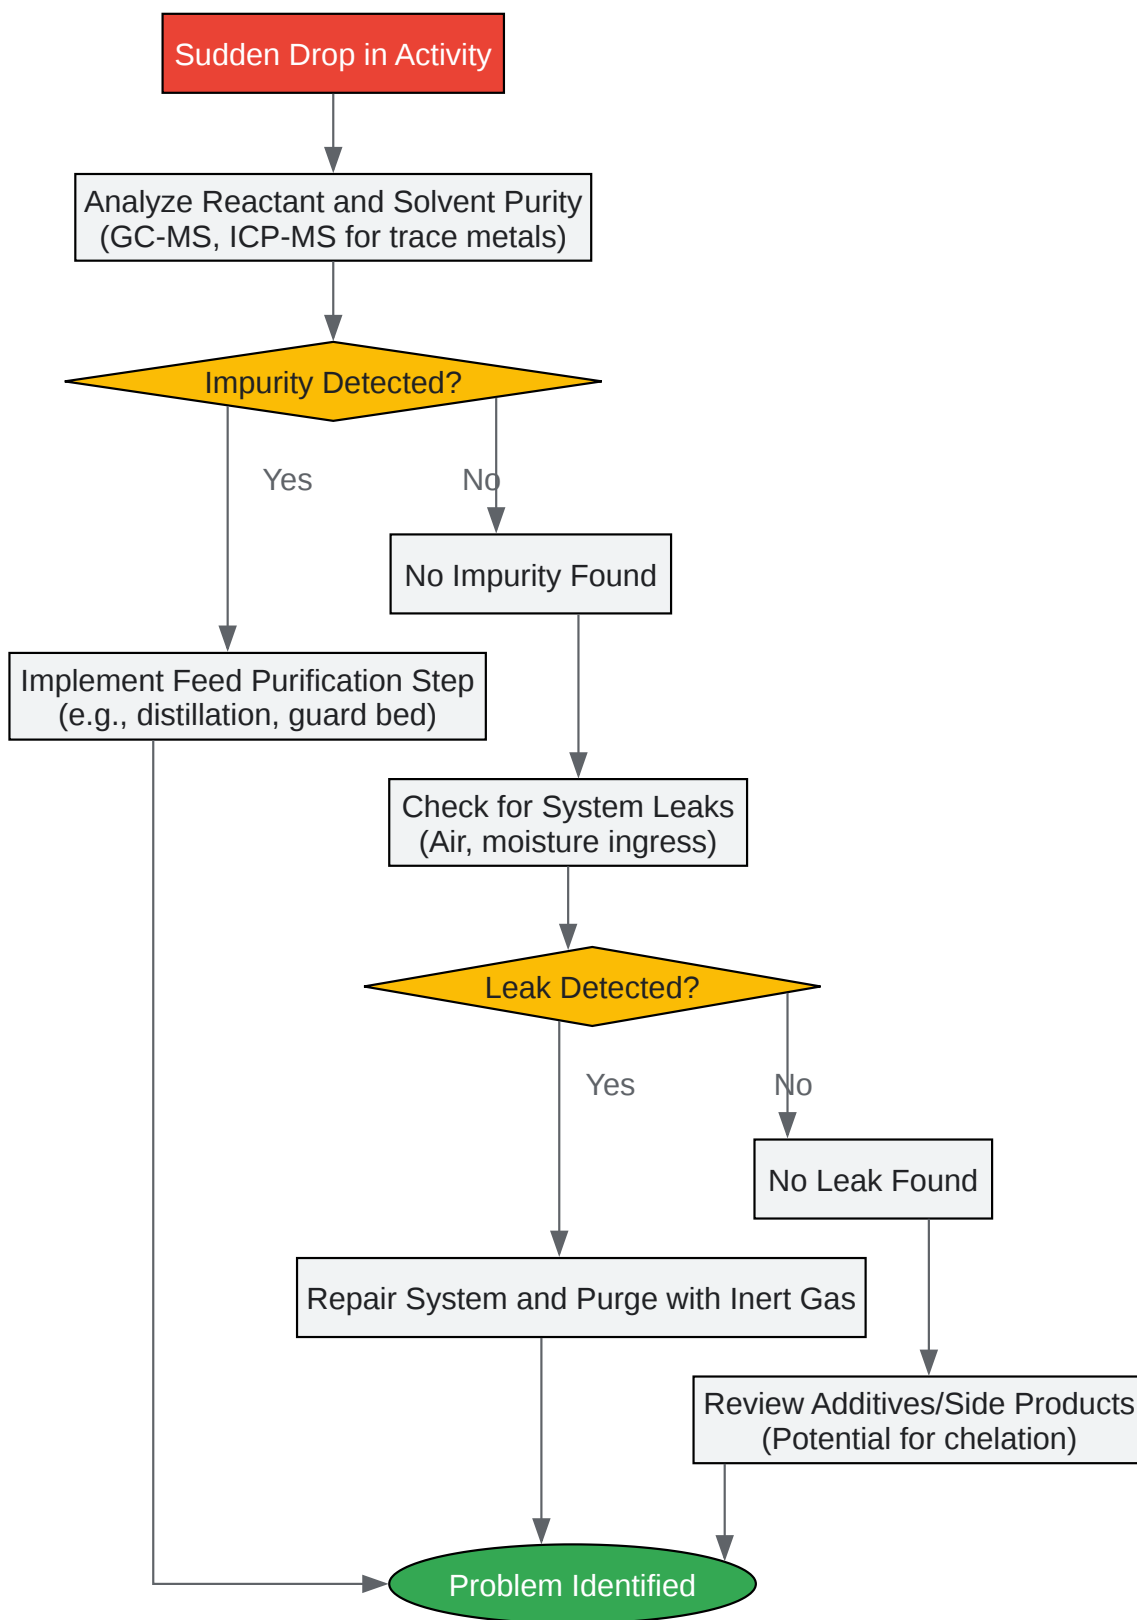 Sudden Drop in Activity
Analyze Reactant and Solvent Purity
(GC-MS, ICP-MS for trace metals)
Impurity Detected?
Yes
No
No Impurity Found
Implement Feed Purification Step
(e.g., distillation, guard bed)
Check for System Leaks
(Air, moisture ingress)
Leak Detected?
Yes
No
No Leak Found
Repair System and Purge with Inert Gas
Review Additives/Side Products
(Potential for chelation)
Problem Identified